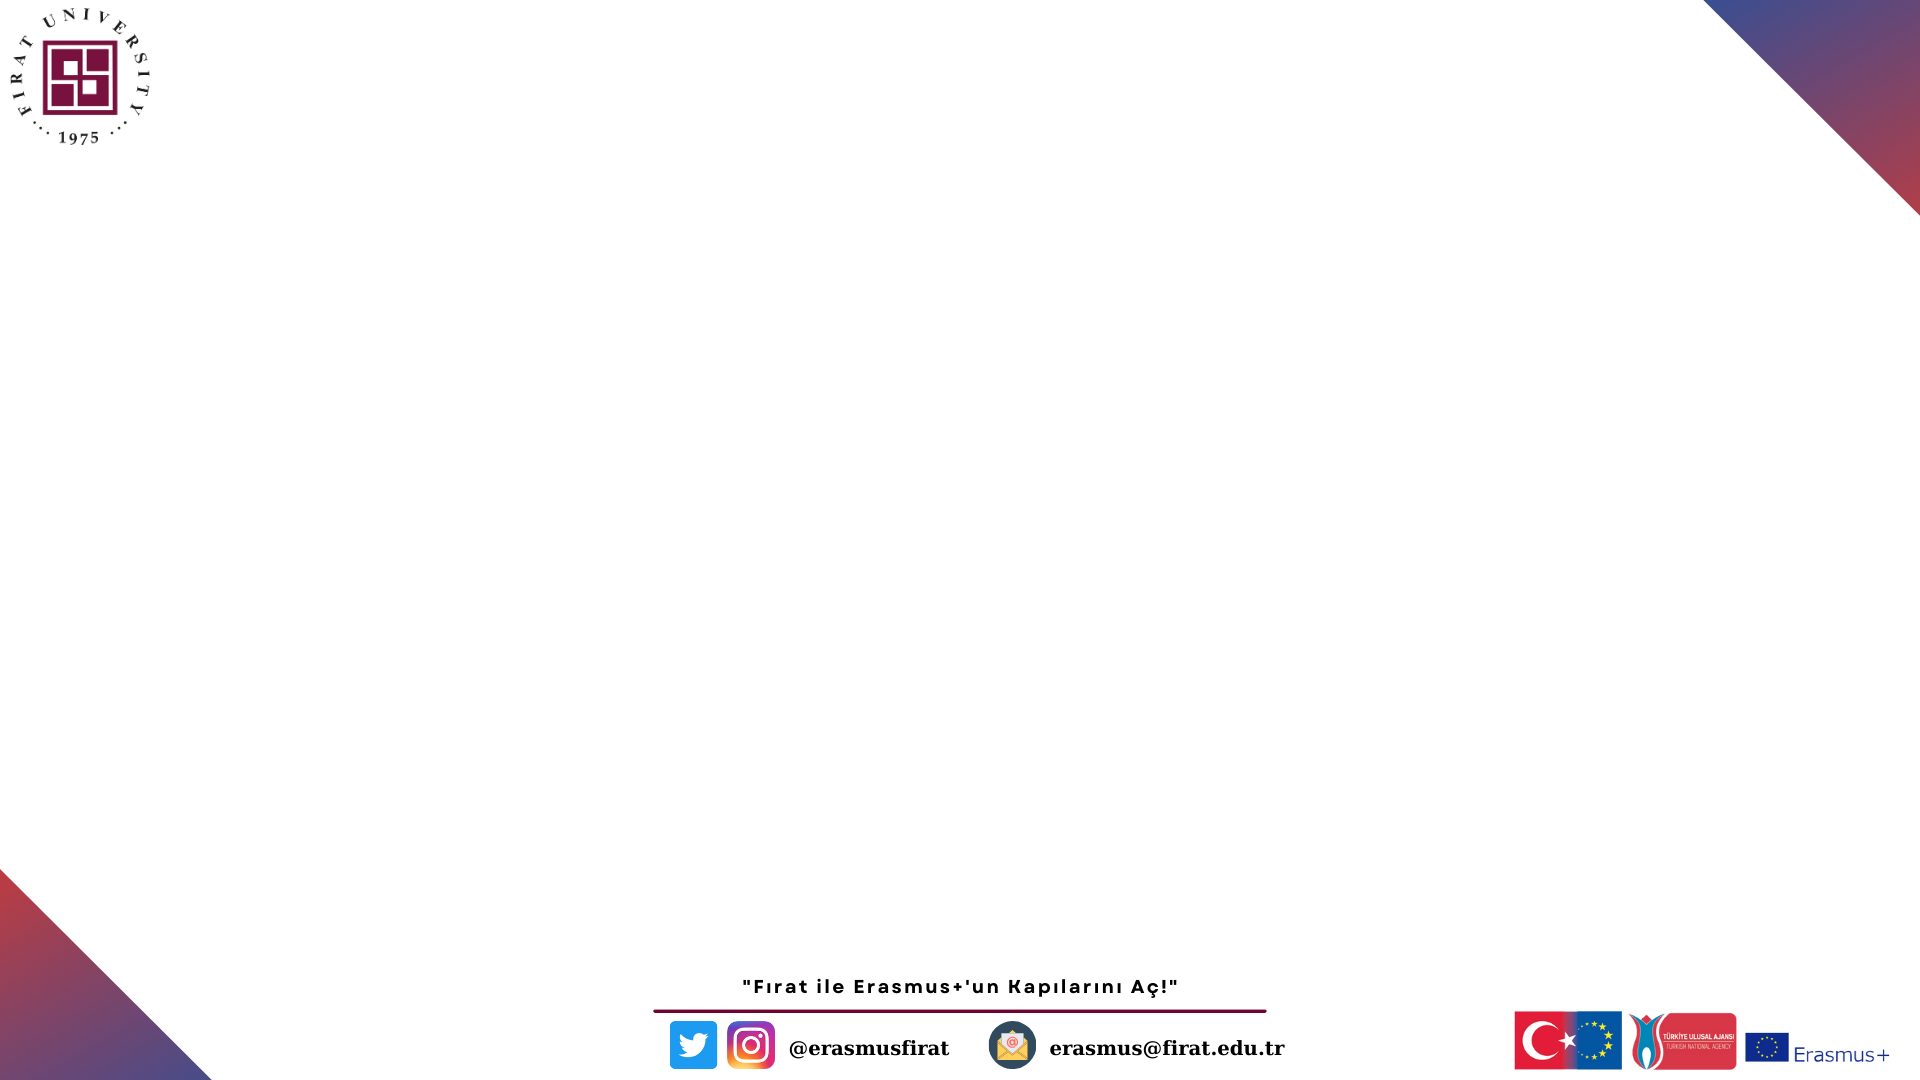 FIRAT UNIVERSITY
1975
"Fırat ile Erasmus+'un Kapılarını Aç!"
@erasmusfirat
erasmus@firat.edu.tr
TÜRKİYE ULUSAL AJANSI
TURKISH NATIONAL AGENCY
Erasmus+